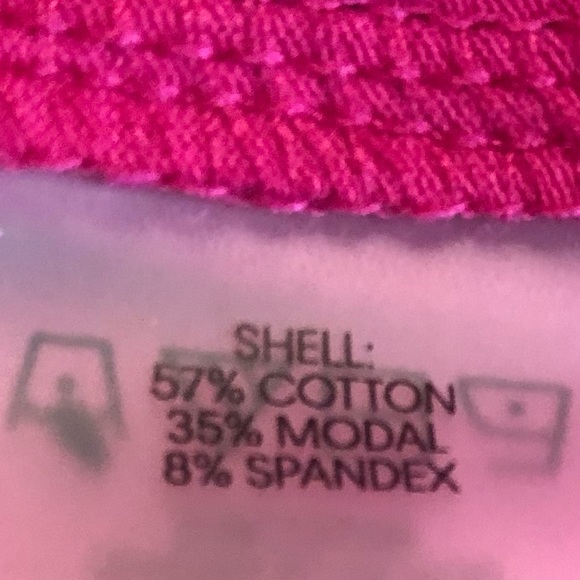 SHELL:
57% COTTON
35% MODAL
8% SPANDEX